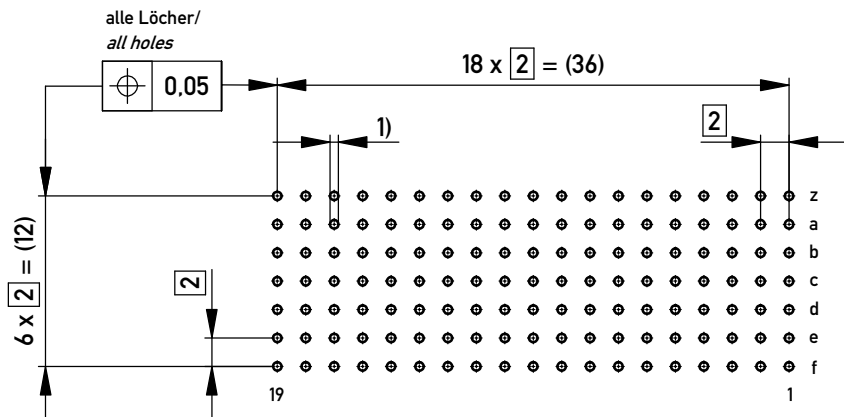 alle Löcher/
all holes
0,05
18 x 2 = (36)
1)
2
z
a
b
c
d
e
f
6 x 2 = (12)
2
19
1